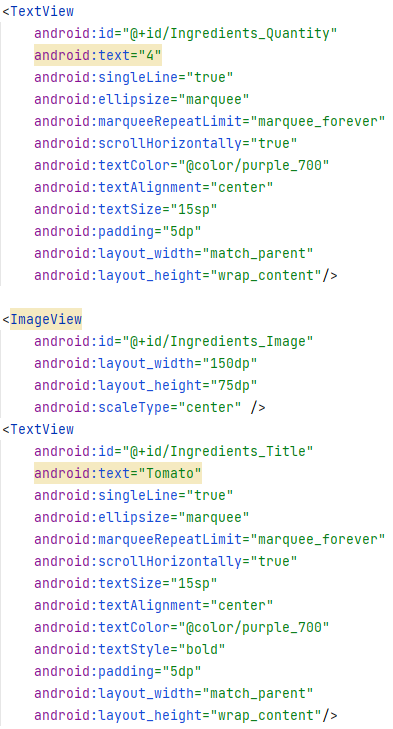 <TextView
android:id="@+id/Ingredients_Quantity"
android:text="4"
android:singleLine="true"
android:ellipsize="marquee"
android:marqueeRepeatLimit="marquee_forever"
android:scrollHorizontally="true"
android:textColor="@color/purple_700"
android:textAlignment="center"
android:textSize="15sp"
android:padding="5dp"
android:layout_width="match_parent"
android:layout_height="wrap_content"/>
<ImageView
android:id="@+id/Ingredients_Image"
android:layout_width="150dp"
android:layout_height="75dp"
android:scaleType="center" />
<TextView
android:id="@+id/Ingredients_Title"
android:text="Tomato"
android:singleLine="true"
android:ellipsize="marquee"
android:marqueeRepeatLimit="marquee_forever"
android:scrollHorizontally="true"
android:textSize="15sp"
android:textAlignment="center"
android:textColor="@color/purple_700"
android:textStyle="bold"
android:padding="5dp"
android:layout_width="match_parent"
android:layout_height="wrap_content"/>